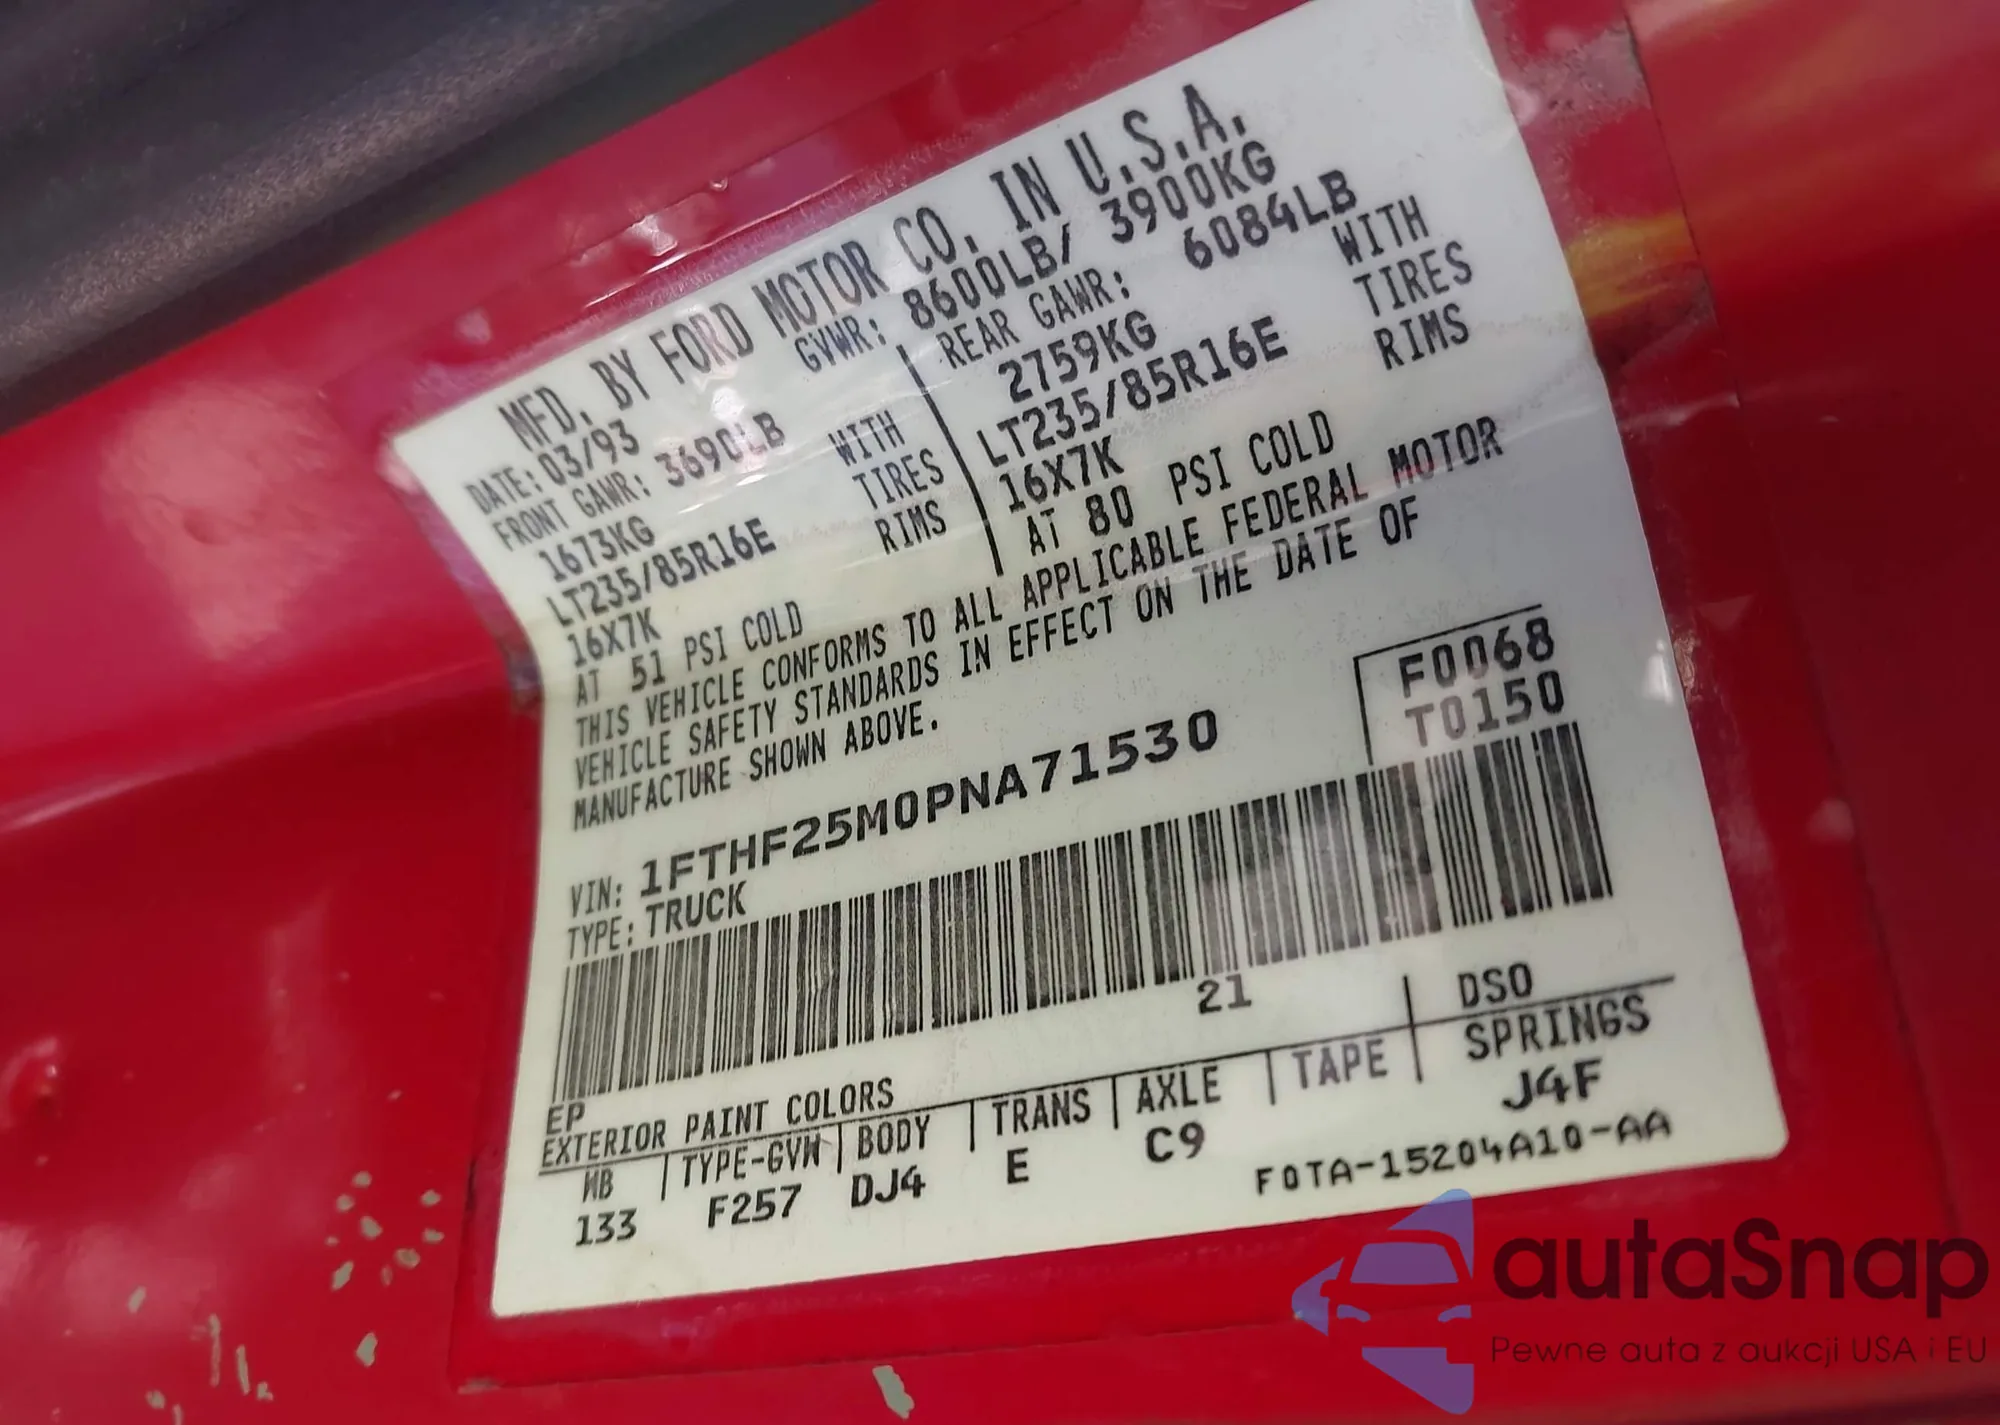 MFD. BY FORD MOTOR CO. IN U.S.A.
DATE: 03/93 GVWR: 8600LB/ 3900KG
FRONT GAWR: 3690LB REAR GAWR: 6084LB
1673KG WITH 2759KG WITH
LT235/85R16E TIRES LT235/85R16E TIRES
16X7K RIMS 16X7K RIMS
AT 51 PSI COLD AT 80 PSI COLD
THIS VEHICLE CONFORMS TO ALL APPLICABLE FEDERAL MOTOR
VEHICLE SAFETY STANDARDS IN EFFECT ON THE DATE OF
MANUFACTURE SHOWN ABOVE.
F0068
T0150
VIN: 1FTHF25M0PNA71530
TYPE: TRUCK
21
EP DSO
EXTERIOR PAINT COLORS
WB TYPE-GVW BODY TRANS AXLE TAPE SPRINGS
133 F257 DJ4 E C9 J4F
F0TA-15204A10-AA
autaSnap
Pewne auta z aukcji USA i EU